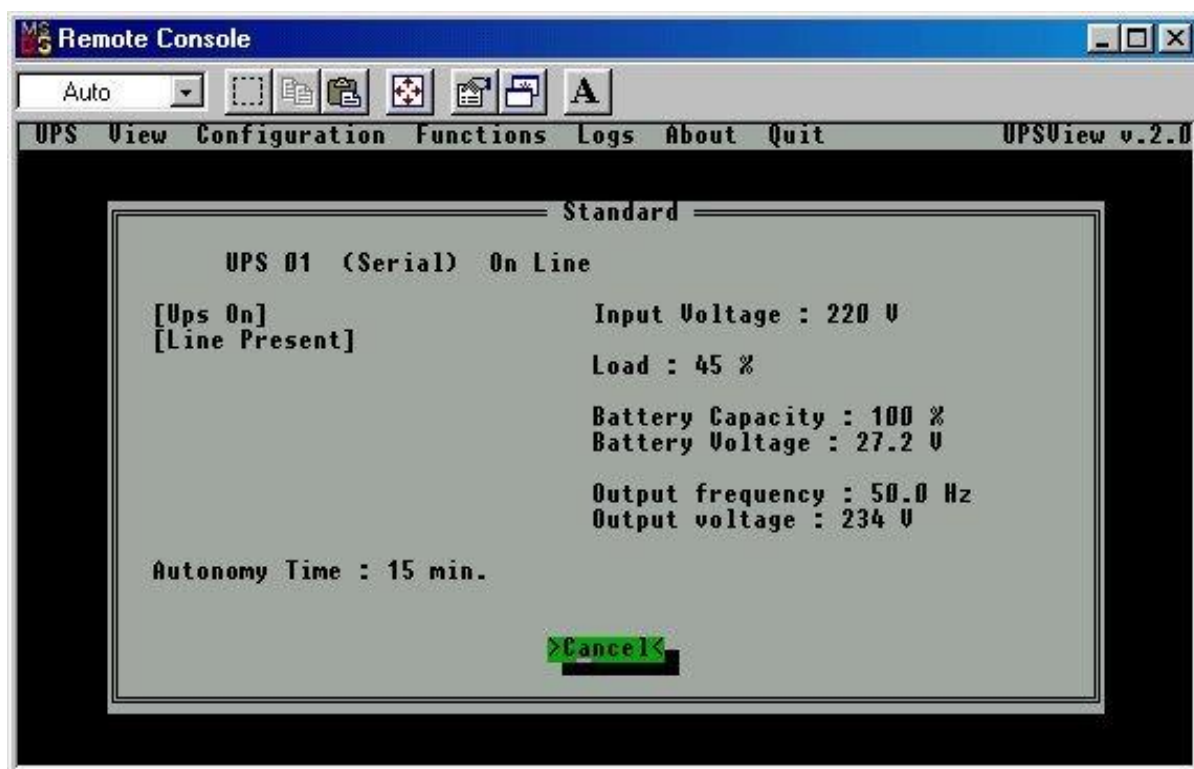 Remote Console
Auto
A
UPS View Configuration Functions Logs About Quit UPSView v.2.0
Standard
UPS 01 (Serial) On Line
[Ups On]
[Line Present]
Input Voltage : 220 V
Load : 45 %
Battery Capacity : 100 %
Battery Voltage : 27.2 V
Output frequency : 50.0 Hz
Output voltage : 234 V
Autonomy Time : 15 min.
>Cancel<